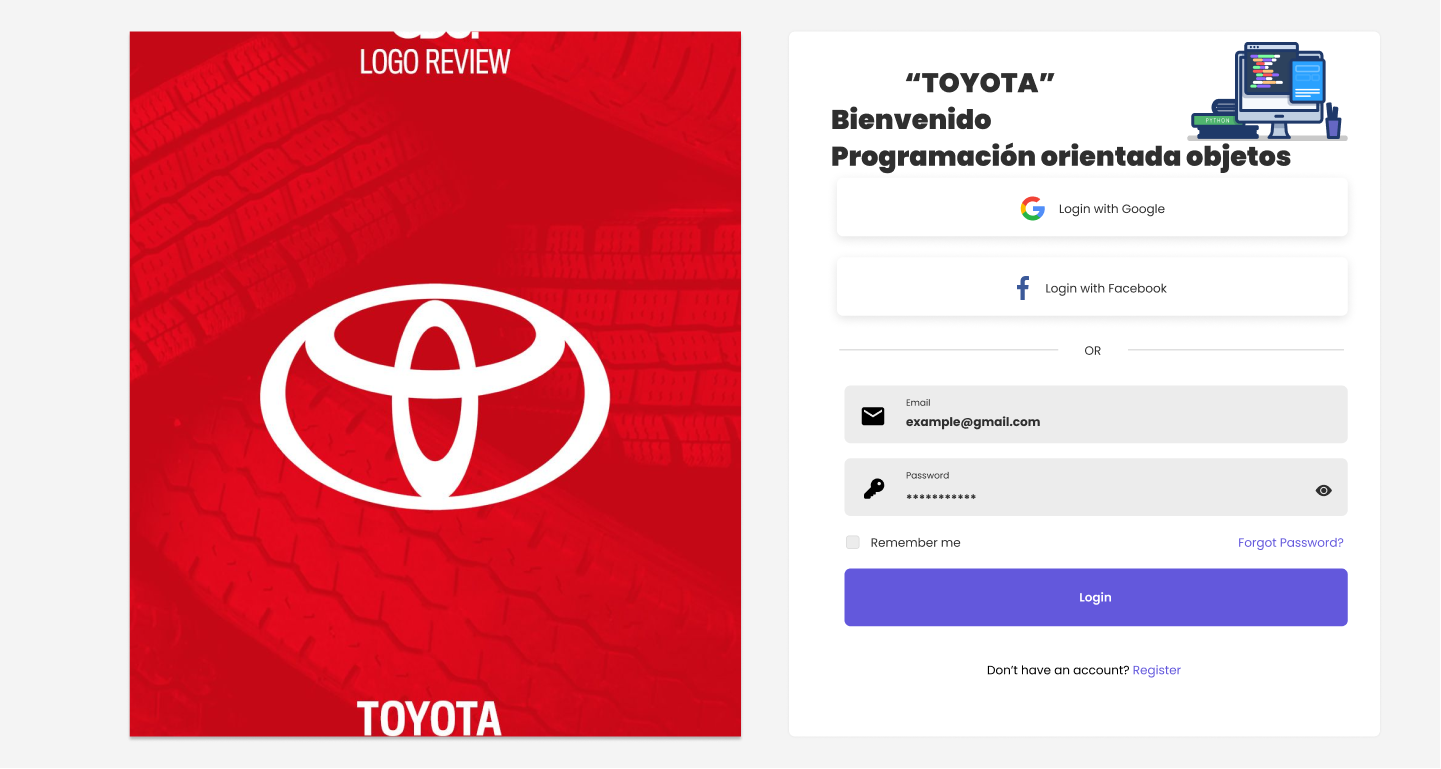 LOGO REVIEW
TOYOTA
“TOYOTA”
Bienvenido
Programación orientada objetos
PYTHON
Login with Google
Login with Facebook
OR
Email
example@gmail.com
Password
***********
Remember me
Forgot Password?
Login
Don’t have an account? Register